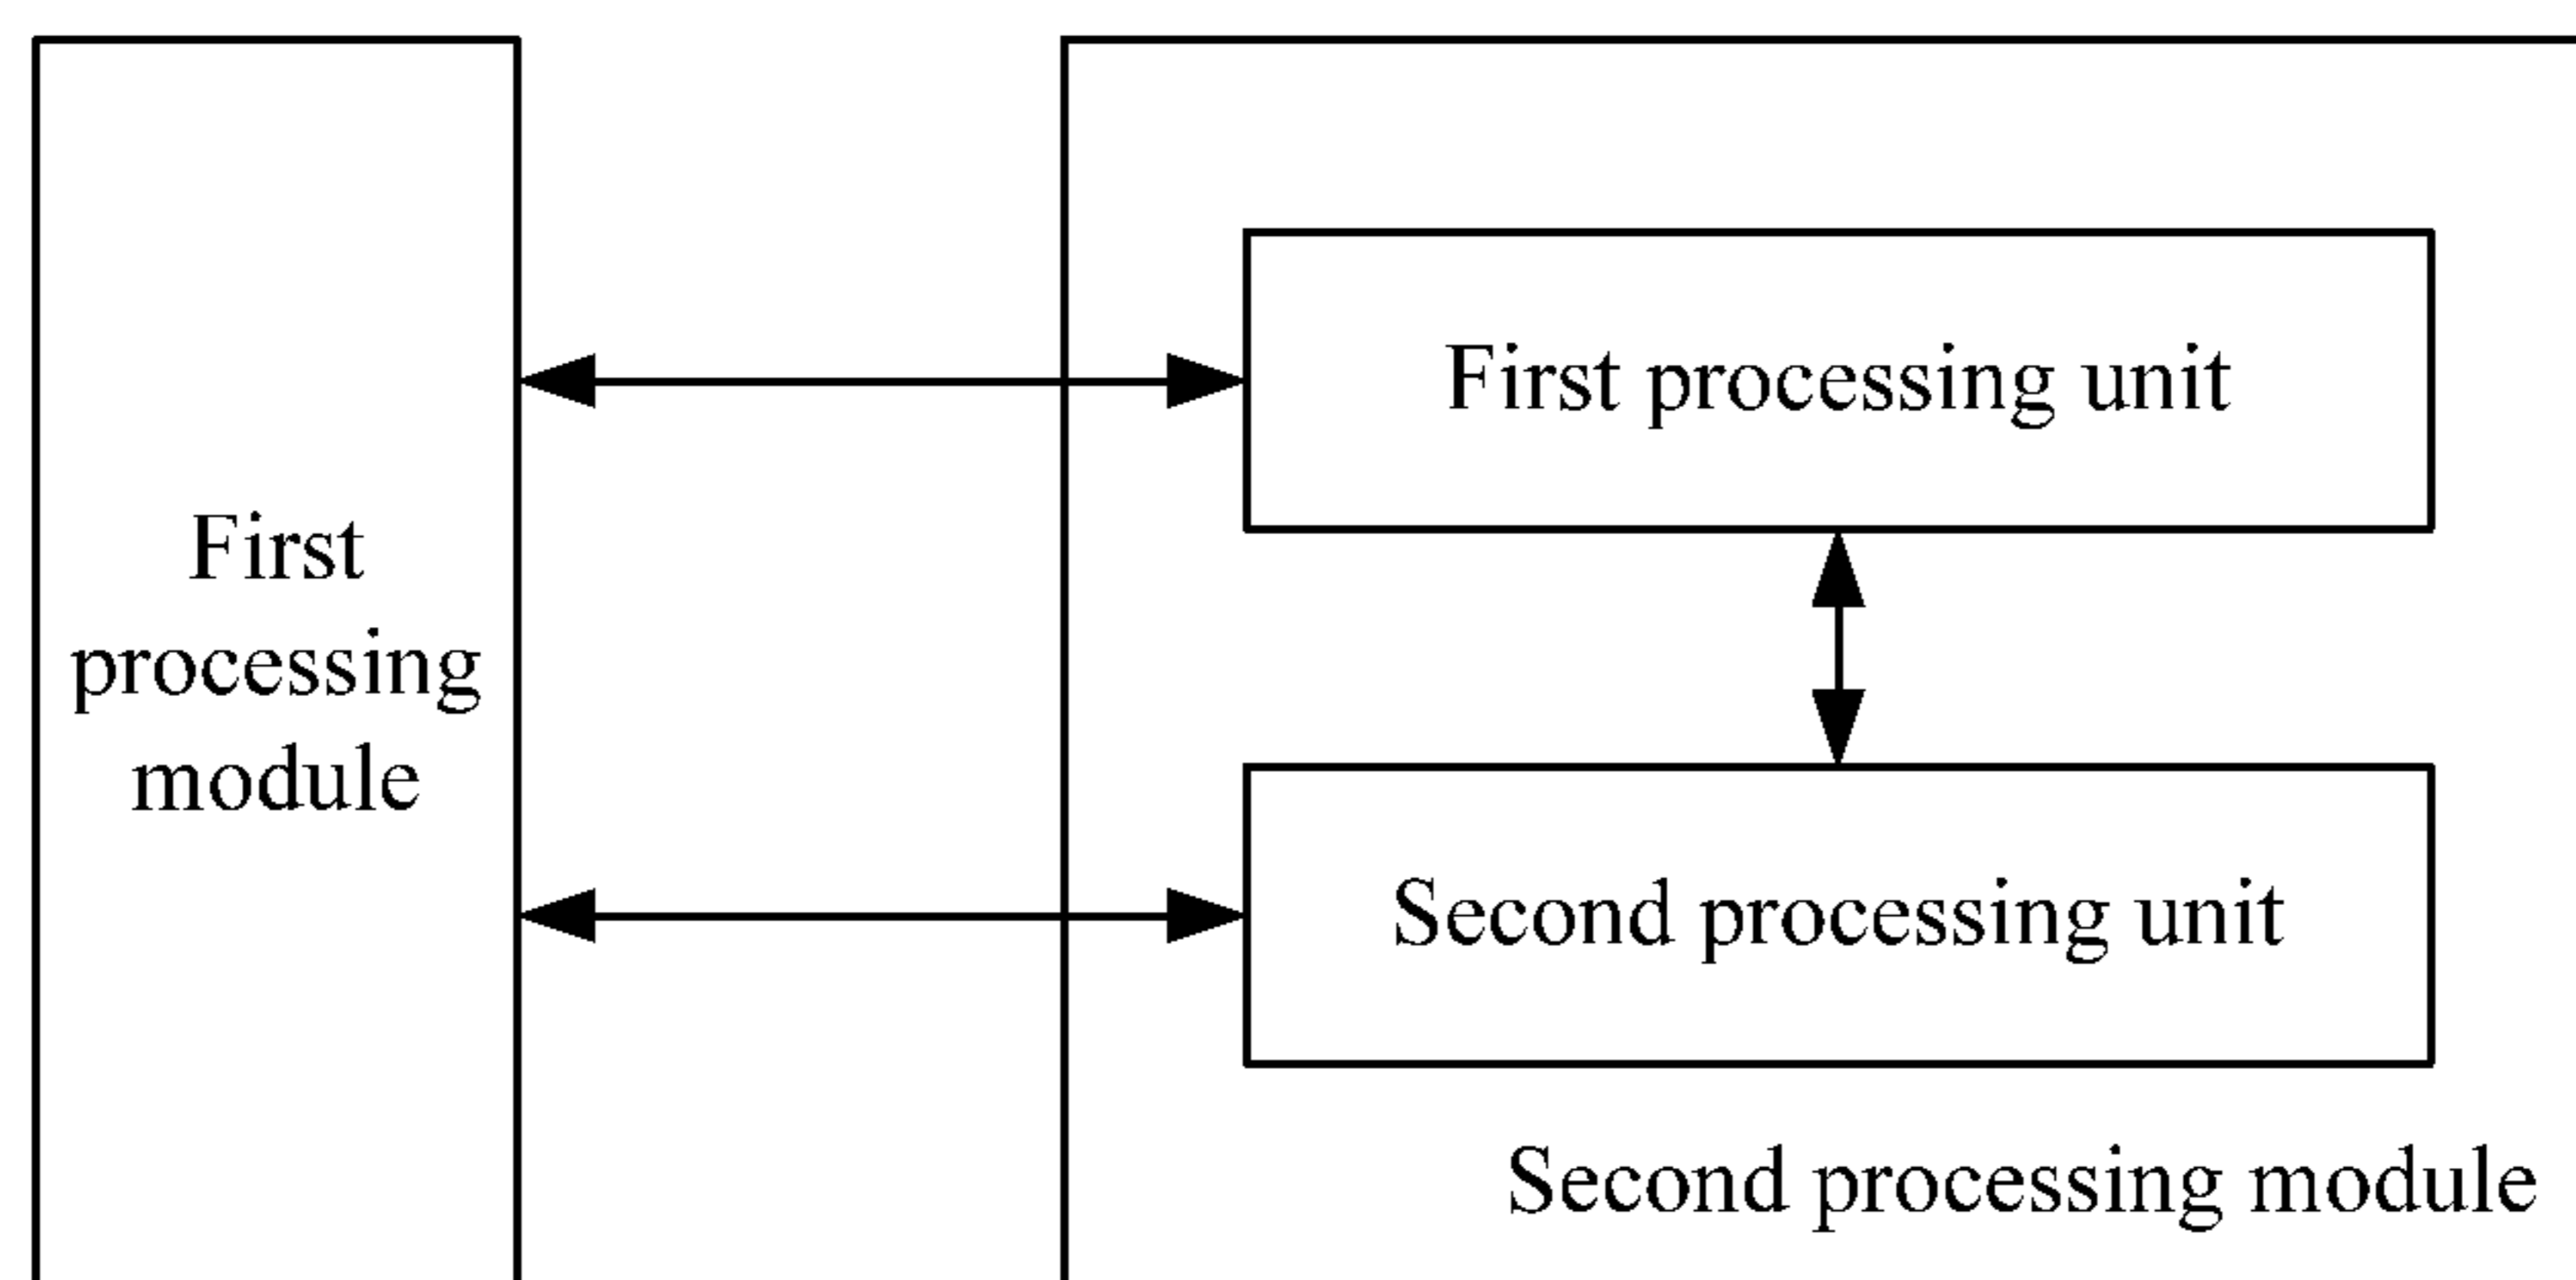 First
processing
module
First processing unit
Second processing unit
Second processing module